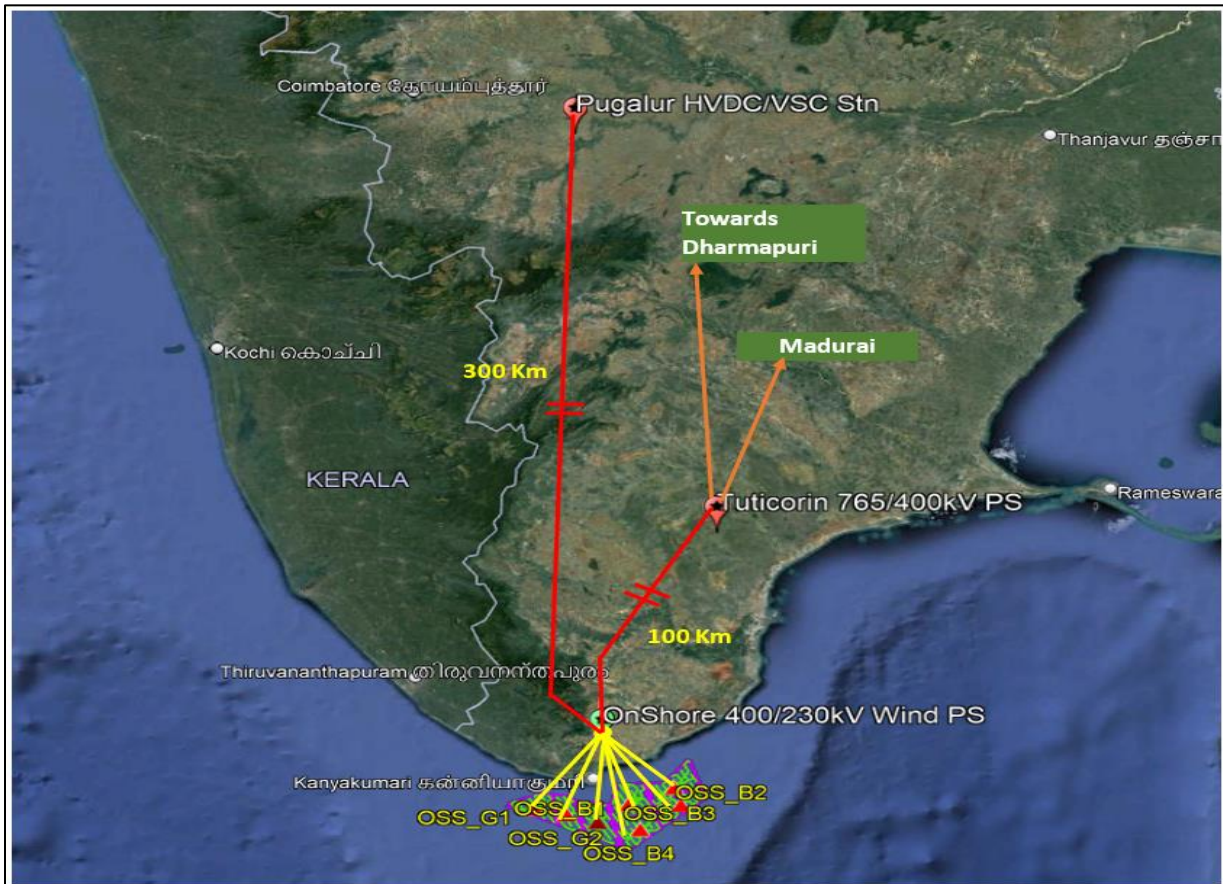 Coimbatore கோயம்புத்தூர்
Pugalur HVDC/VSC Stn
Thanjavur தஞ்சா
Towards
Dharmapuri
Madurai
Kochi കൊച്ചി
300 Km
KERALA
Tuticorin 765/400kV PS
Rameswara
100 Km
Thiruvananthapuram തിരുവനന്തപുരം
OnShore 400/230kV Wind PS
Kanyakumari கன்னியாகுமரி
OSS_B2
OSS_G1
OSS_B1
OSS_B3
OSS_G2
OSS_B4